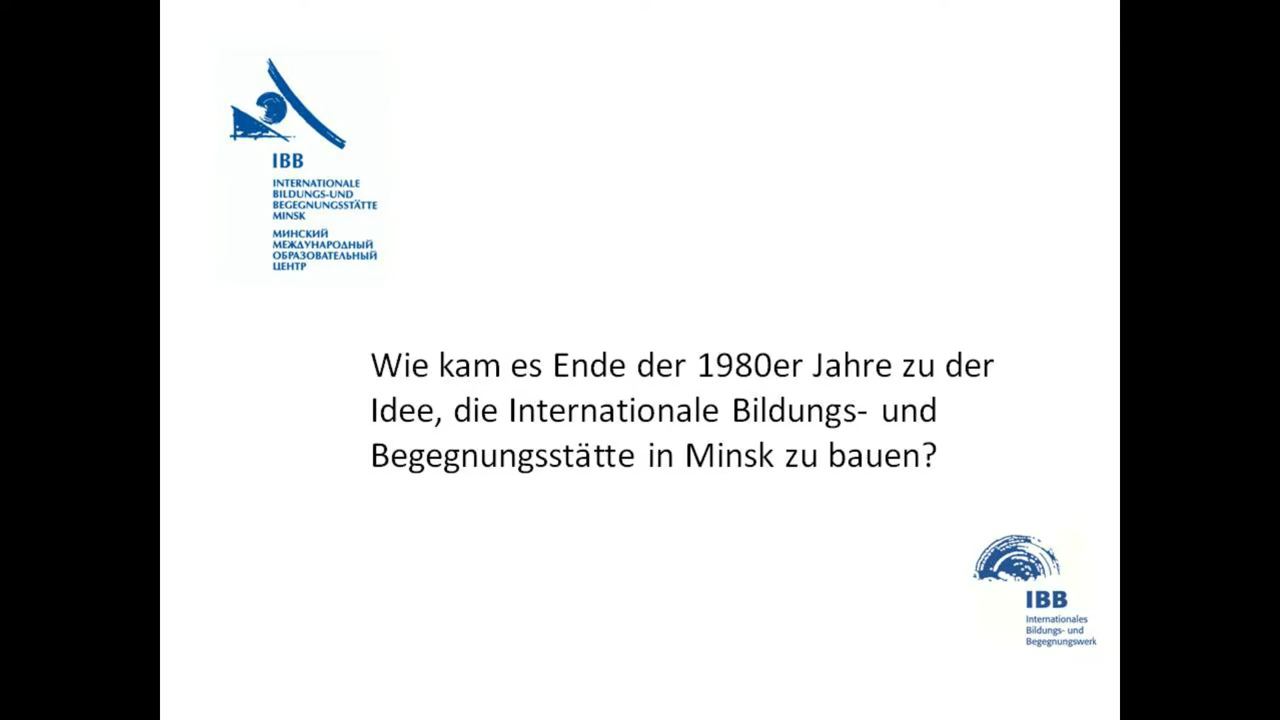 IBB
INTERNATIONALE
BILDUNGS-UND
BEGEGNUNGSSTÄTTE
MINSK
МИНСКИЙ
МЕЖДУНАРОДНЫЙ
ОБРАЗОВАТЕЛЬНЫЙ
ЦЕНТР
Wie kam es Ende der 1980er Jahre zu der
Idee, die Internationale Bildungs- und
Begegnungsstätte in Minsk zu bauen?
IBB
Internationales
Bildungs- und
Begegnungswerk